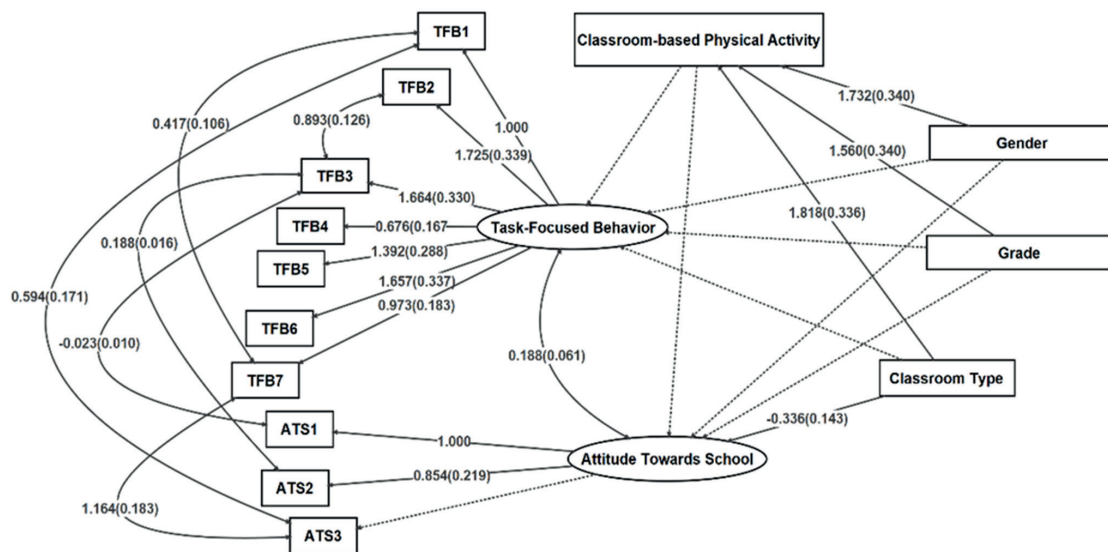 TFB1
Classroom-based Physical Activity
TFB2
1.732(0.340)
0.893(0.126)
0.417(0.106)
1.000
Gender
1.725(0.339)
1.560(0.340)
TFB3
1.664(0.330)
1.818(0.336)
TFB4
0.676(0.167
Task-Focused Behavior
0.188(0.016)
1.392(0.288)
Grade
TFB5
1.657(0.337)
0.594(0.171)
0.973(0.183)
TFB6
-0.023(0.010)
0.188(0.061)
TFB7
Classroom Type
-0.336(0.143)
ATS1
1.000
Attitude Towards School
0.854(0.219)
ATS2
1.164(0.183)
ATS3